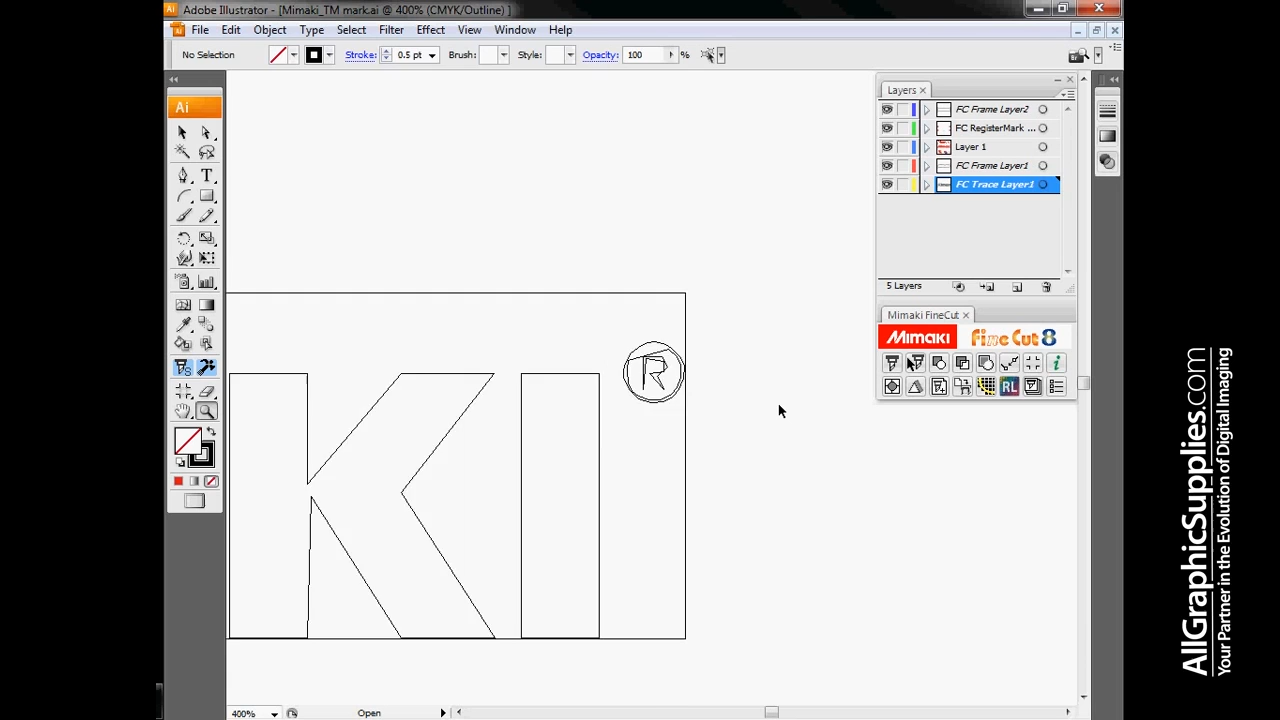 Adobe Illustrator - [Mimaki_TM mark.ai @ 400% (CMYK/Outline) ]
File Edit Object Type Select Filter Effect View Window Help
No Selection Stroke: 0.5 pt Brush: Style: Opacity: 100 %
Ai
Layers
FC Frame Layer2
FC RegisterMark ...
Layer 1
FC Frame Layer1
FC Trace Layer1
5 Layers
Mimaki FineCut
Mimaki Fine Cut 8
RL
KI
R
400% Open
AllGraphicSupplies.com
Your Partner in the Evolution of Digital Imaging